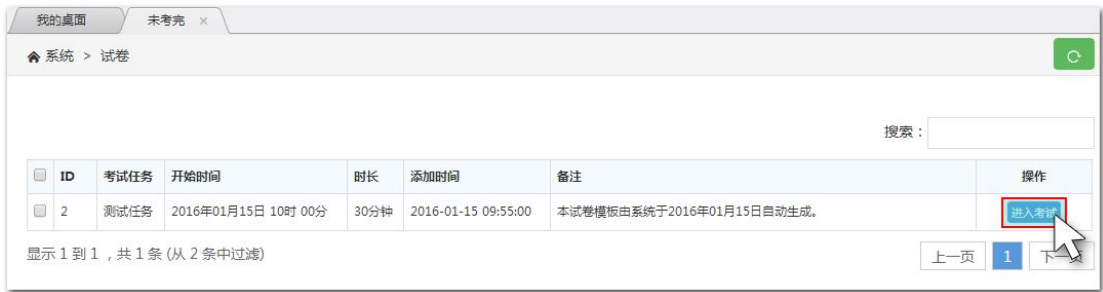 我的桌面 未考完 ×
系统 > 试卷
搜索：
ID 考试任务 开始时间 时长 添加时间 备注 操作
2 测试任务 2016年01月15日 10时 00分 30分钟 2016-01-15 09:55:00 本试卷模板由系统于2016年01月15日自动生成。 进入考试
显示 1 到 1 ，共 1 条 (从 2 条中过滤) 上一页 1 下一页